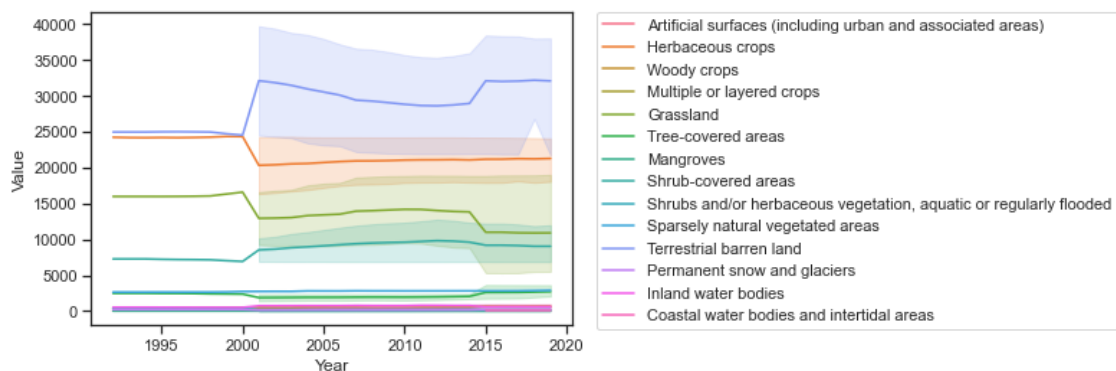 40000
35000
30000
25000
20000
15000
10000
5000
0
Value
1995
2000
2005
2010
2015
2020
Year
Artificial surfaces (including urban and associated areas)
Herbaceous crops
Woody crops
Multiple or layered crops
Grassland
Tree-covered areas
Mangroves
Shrub-covered areas
Shrubs and/or herbaceous vegetation, aquatic or regularly flooded
Sparsely natural vegetated areas
Terrestrial barren land
Permanent snow and glaciers
Inland water bodies
Coastal water bodies and intertidal areas